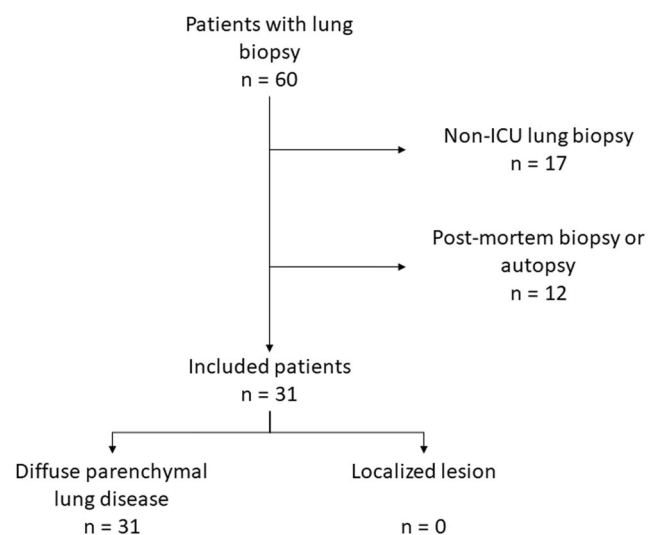 Patients with lung
biopsy
n = 60
Non-ICU lung biopsy
n = 17
Post-mortem biopsy or
autopsy
n = 12
Included patients
n = 31
Diffuse parenchymal
lung disease
n = 31
Localized lesion
n = 0